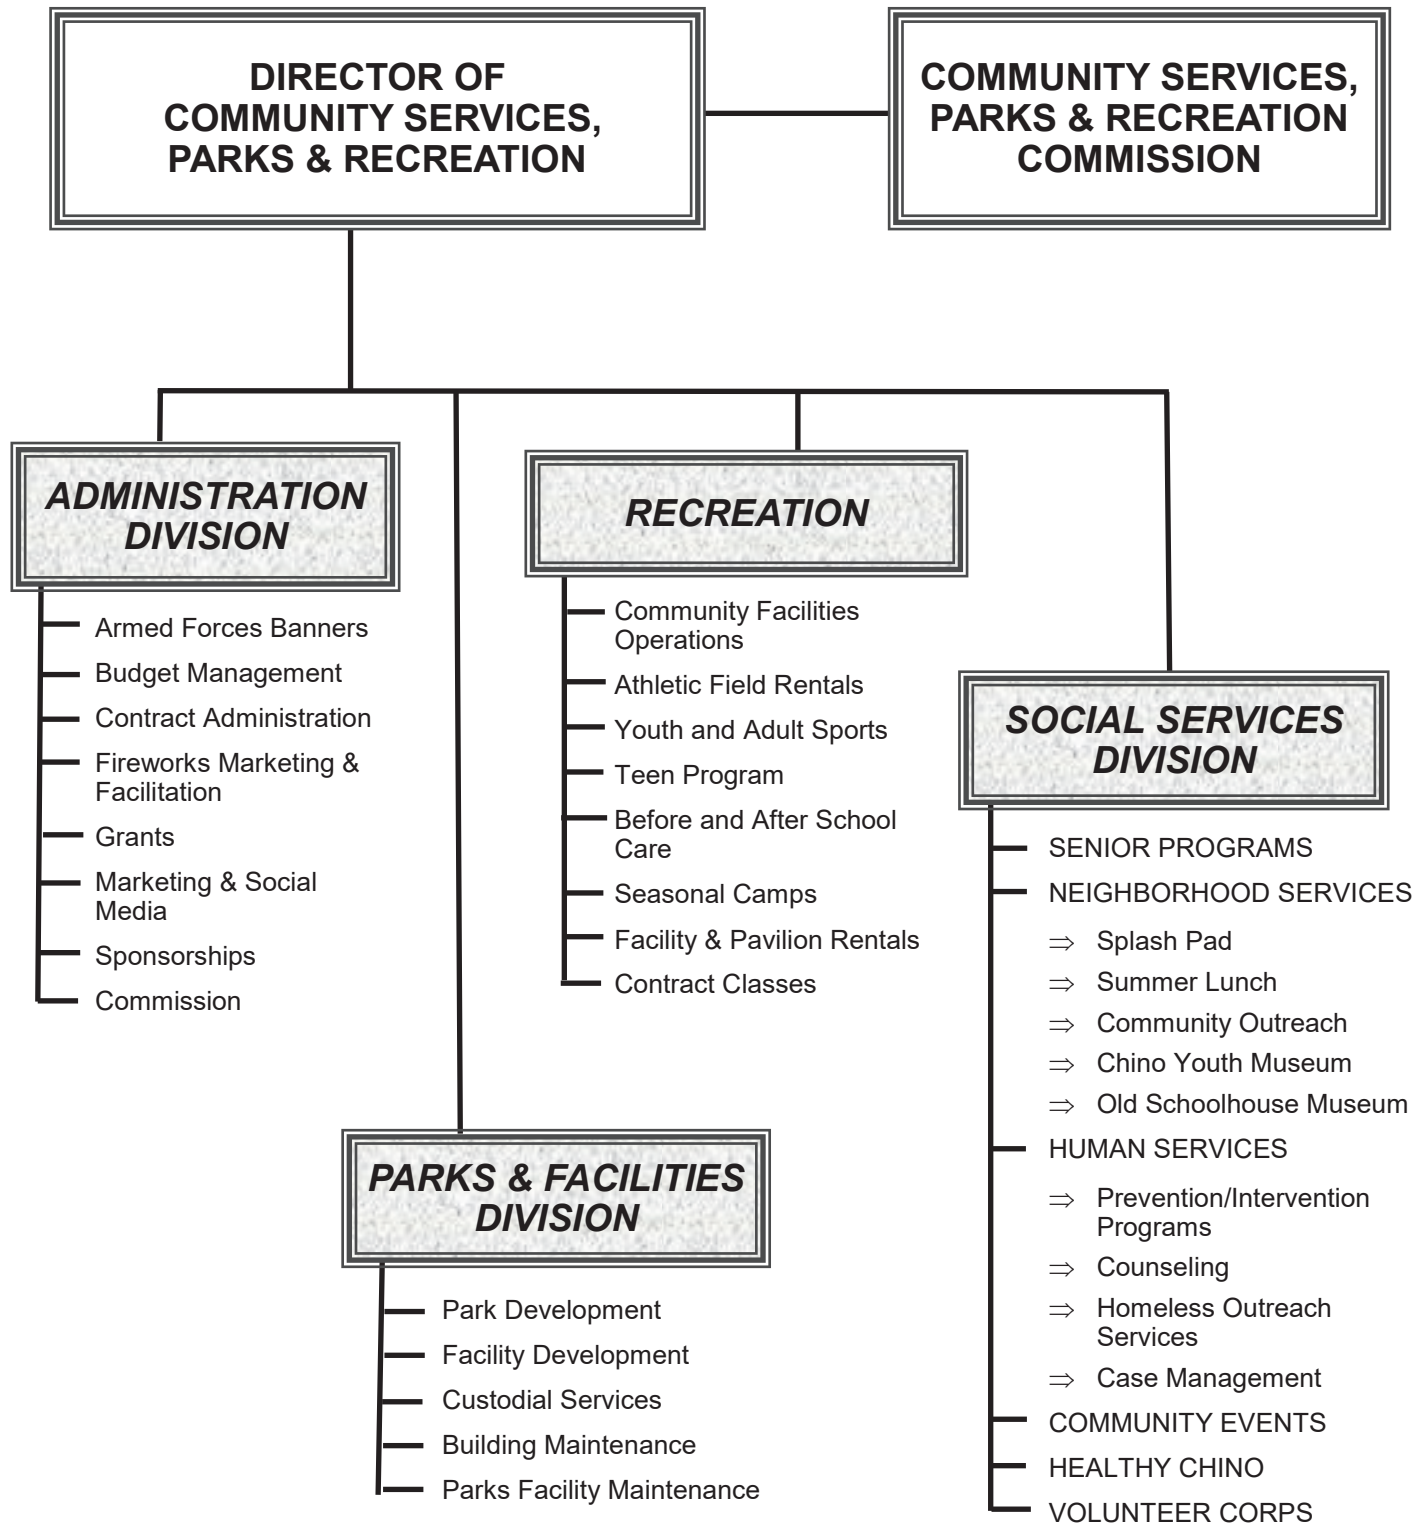 DIRECTOR OF
COMMUNITY SERVICES,
PARKS & RECREATION
COMMUNITY SERVICES,
PARKS & RECREATION
COMMISSION
ADMINISTRATION
DIVISION
Armed Forces Banners
Budget Management
Contract Administration
Fireworks Marketing &
Facilitation
Grants
Marketing & Social
Media
Sponsorships
Commission
RECREATION
Community Facilities
Operations
Athletic Field Rentals
Youth and Adult Sports
Teen Program
Before and After School
Care
Seasonal Camps
Facility & Pavilion Rentals
Contract Classes
PARKS & FACILITIES
DIVISION
Park Development
Facility Development
Custodial Services
Building Maintenance
Parks Facility Maintenance
SOCIAL SERVICES
DIVISION
SENIOR PROGRAMS
NEIGHBORHOOD SERVICES
⇒ Splash Pad
⇒ Summer Lunch
⇒ Community Outreach
⇒ Chino Youth Museum
⇒ Old Schoolhouse Museum
HUMAN SERVICES
⇒ Prevention/Intervention
Programs
⇒ Counseling
⇒ Homeless Outreach
Services
⇒ Case Management
COMMUNITY EVENTS
HEALTHY CHINO
VOLUNTEER CORPS